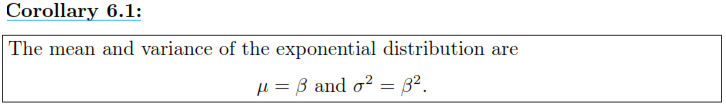 Corollary 6.1:
The mean and variance of the exponential distribution are
μ = β and σ² = β².